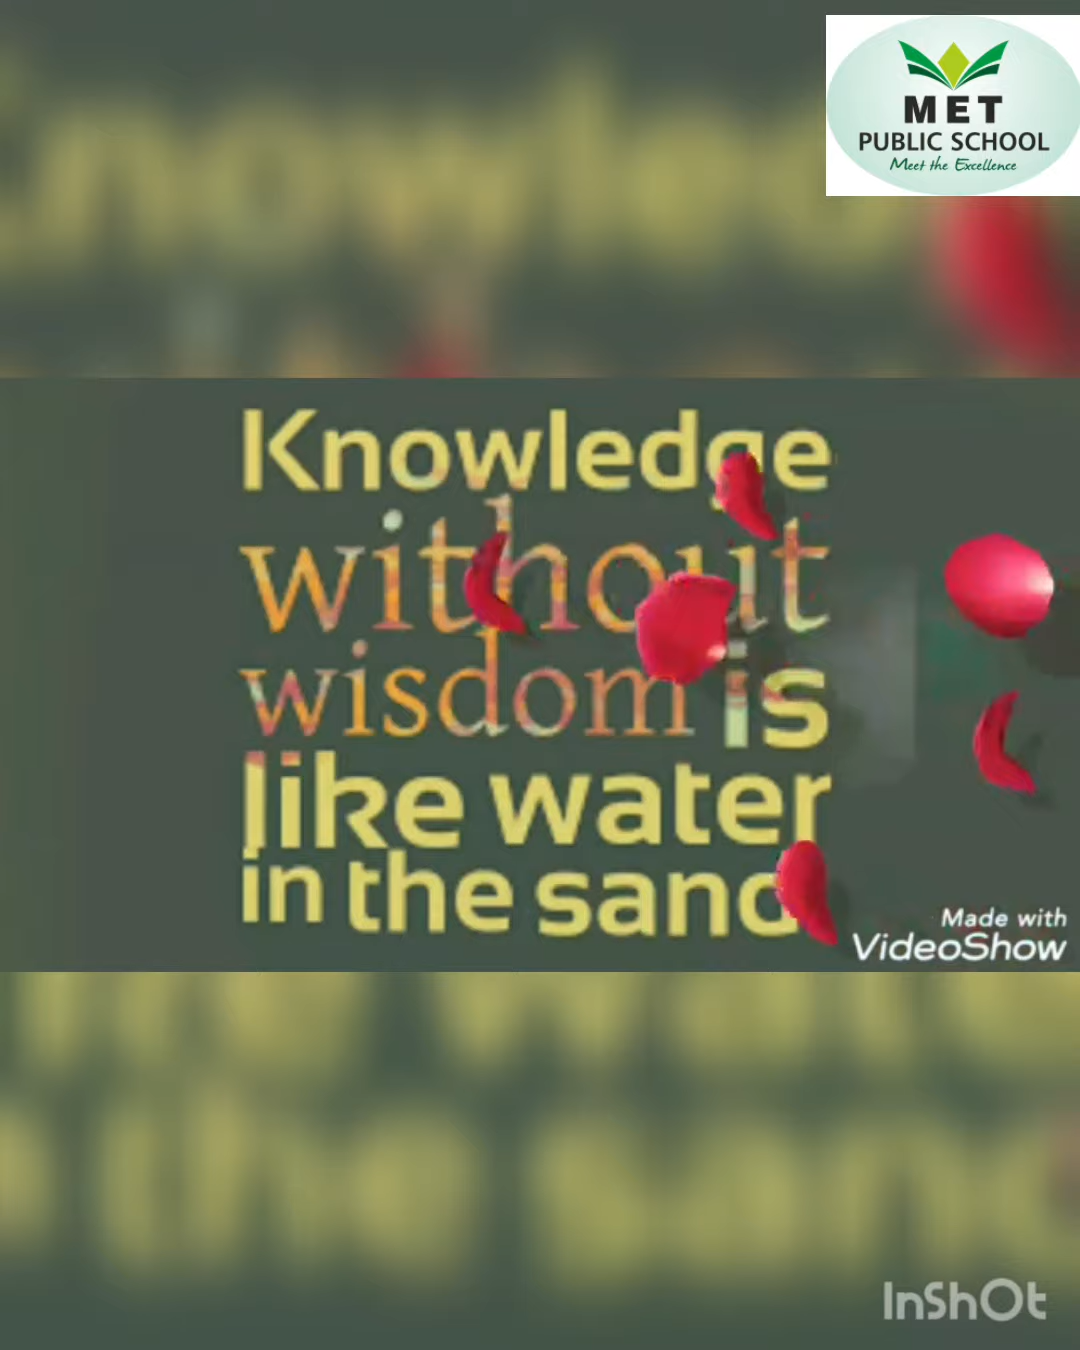 MET
PUBLIC SCHOOL
Meet the Excellence
Knowledge
without
wisdom is
like water
in the sand
Made with
VideoShow
InShOt